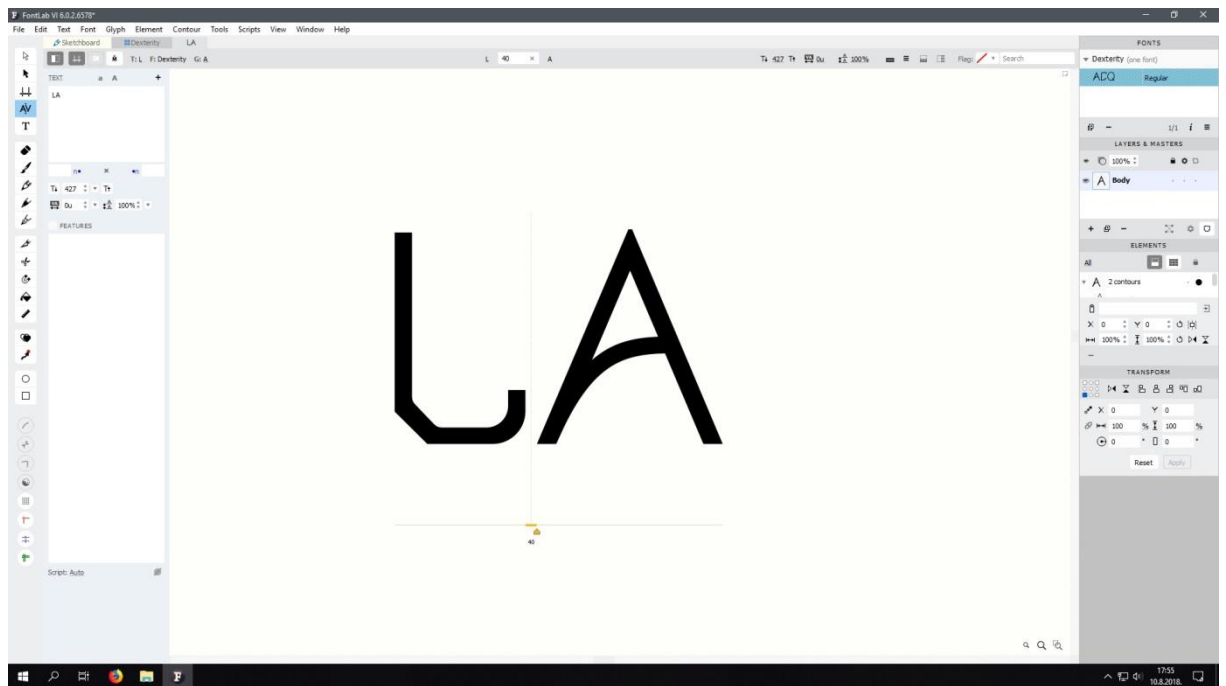 FontLab VI 6.0.2.6578*
File Edit Text Font Glyph Element Contour Tools Scripts View Window Help
Sketchboard Dexterity LA
T: L F: Dexterity G: A
L 40 × A
427 0u 100% Flag: Search
TEXT a A +
LA
427
0u 100%
FEATURES
Script: Auto
LA
40
FONTS
Dexterity (one font)
ADQ Regular
1/1 i
LAYERS & MASTERS
100%
A Body
ELEMENTS
All
A 2 contours
X 0 Y 0
100% 100%
TRANSFORM
X 0 Y 0
100 % 100 %
0 ° 0 °
Reset Apply
17:55
10.8.2018.